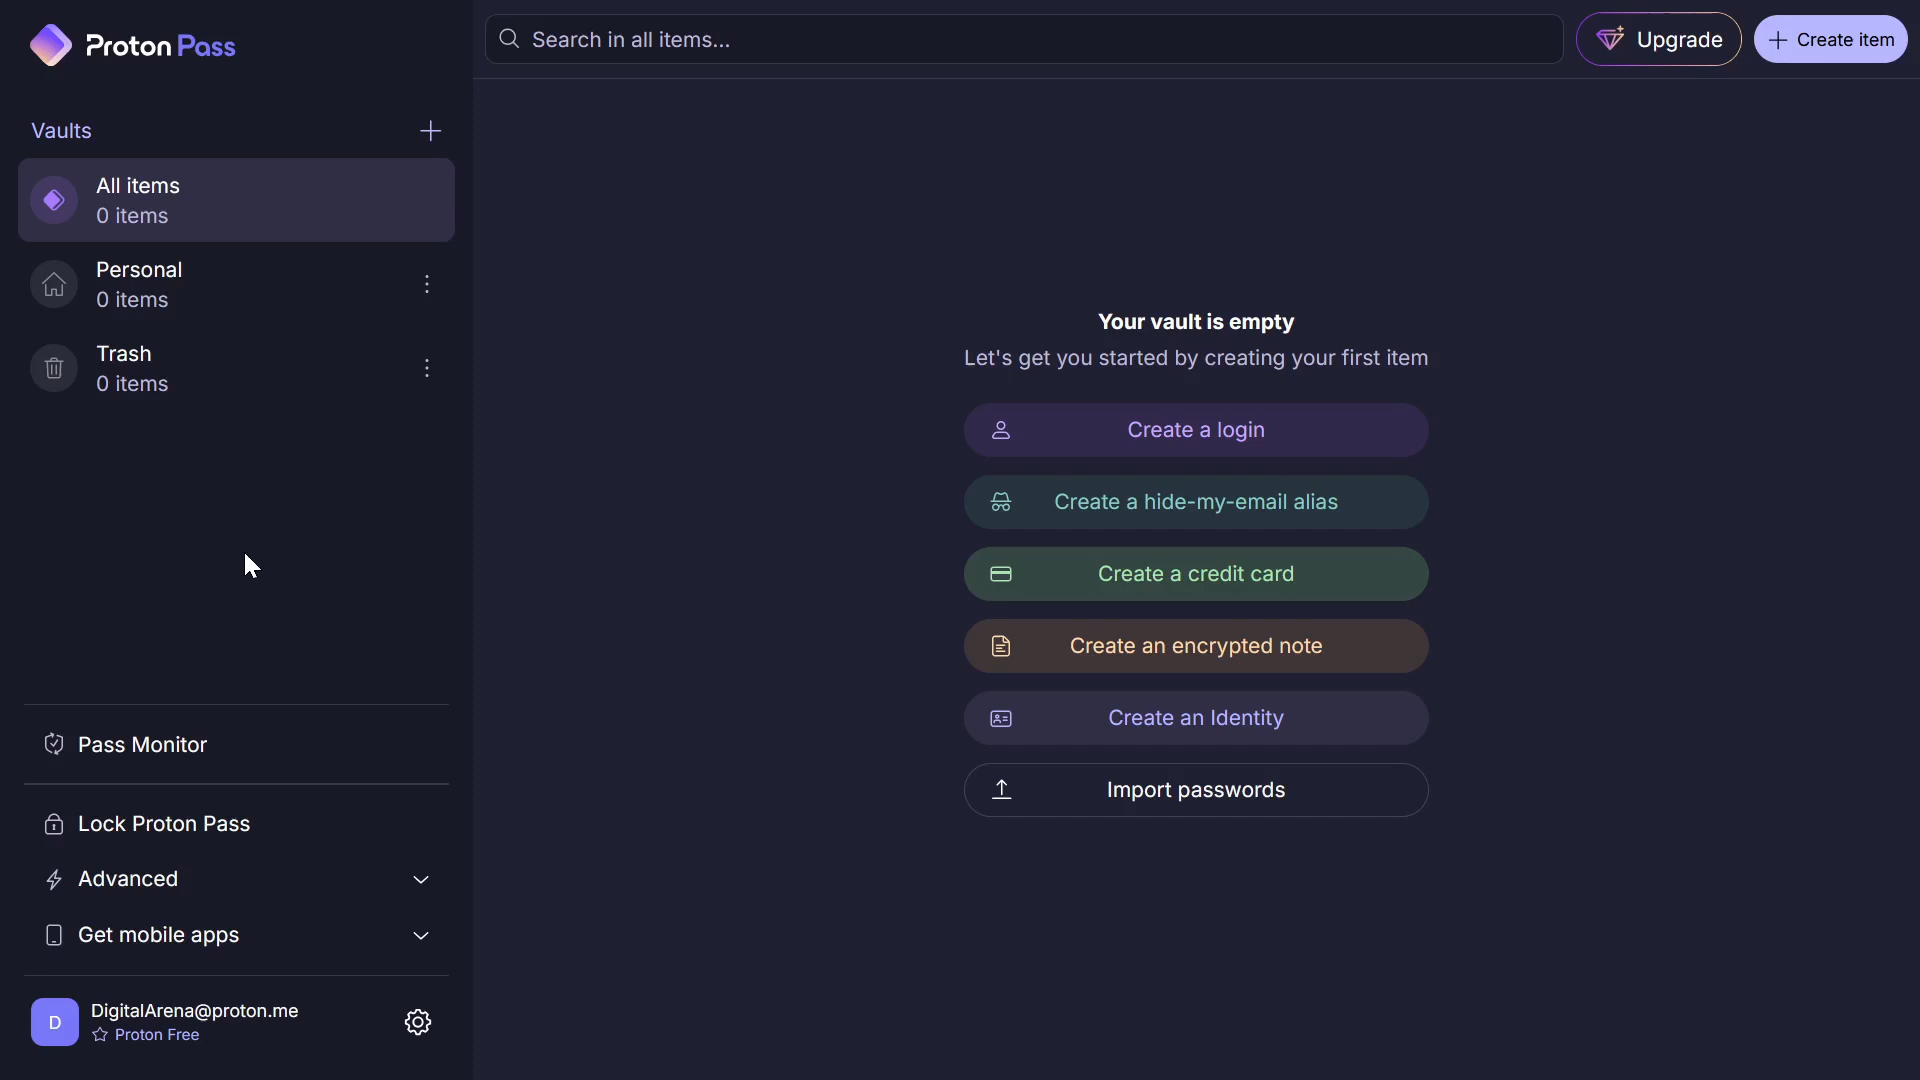 Proton Pass
Search in all items...
Upgrade
Create item
Vaults
All items
0 items
Personal
0 items
Trash
0 items
Your vault is empty
Let's get you started by creating your first item
Create a login
Create a hide-my-email alias
Create a credit card
Create an encrypted note
Create an Identity
Import passwords
Pass Monitor
Lock Proton Pass
Advanced
Get mobile apps
D
DigitalArena@proton.me
Proton Free